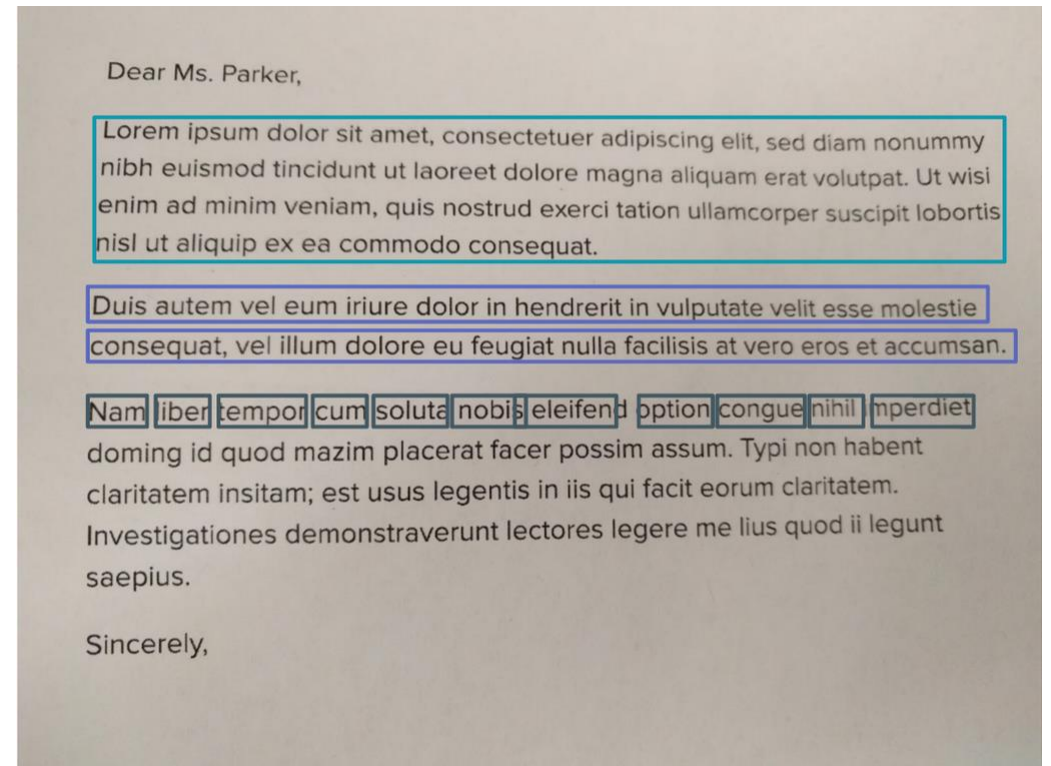 Dear Ms. Parker,
Lorem ipsum dolor sit amet, consectetuer adipiscing elit, sed diam nonummy
nibh euismod tincidunt ut laoreet dolore magna aliquam erat volutpat. Ut wisi
enim ad minim veniam, quis nostrud exerci tation ullamcorper suscipit lobortis
nisl ut aliquip ex ea commodo consequat.
Duis autem vel eum iriure dolor in hendrerit in vulputate velit esse molestie
consequat, vel illum dolore eu feugiat nulla facilisis at vero eros et accumsan.
Nam liber tempor cum soluta nobis eleifend option congue nihil imperdiet
doming id quod mazim placerat facer possim assum. Typi non habent
claritatem insitam; est usus legentis in iis qui facit eorum claritatem.
Investigationes demonstraverunt lectores legere me lius quod ii legunt
saepius.
Sincerely,